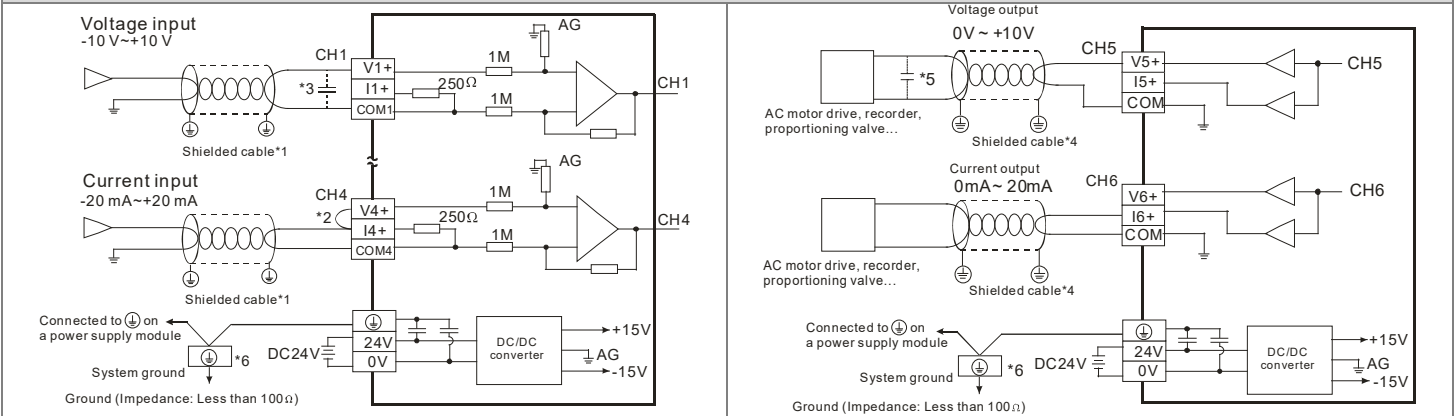 Voltage input
-10 V~+10 V
CH1
V1+
I1+
COM1
*3
250Ω
1M
1M
AG
CH1
Shielded cable*1
Current input
-20 mA~+20 mA
CH4
*2
V4+
I4+
COM4
250Ω
1M
1M
AG
CH4
Shielded cable*1
Connected to on
a power supply module
*6
System ground
Ground (Impedance: Less than 100Ω)
DC24V
24V
0V
DC/DC
converter
+15V
AG
-15V
Voltage output
0V ~ +10V
CH5
V5+
I5+
COM
*5
CH5
AC motor drive, recorder,
proportioning valve...
Shielded cable*4
Current output
0mA~ 20mA
CH6
V6+
I6+
COM
CH6
AC motor drive, recorder,
proportioning valve...
Shielded cable*4
Connected to on
a power supply module
*6
System ground
Ground (Impedance: Less than 100Ω)
DC24V
24V
0V
DC/DC
converter
+15V
AG
-15V